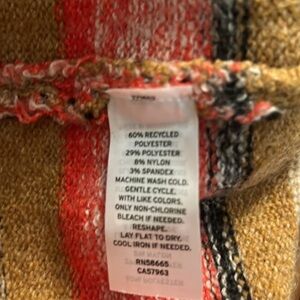 60% RECYCLED
POLYESTER
29% POLYESTER
8% NYLON
3% SPANDEX
MACHINE WASH COLD.
GENTLE CYCLE.
WITH LIKE COLORS.
ONLY NON-CHLORINE
BLEACH IF NEEDED.
RESHAPE.
LAY FLAT TO DRY.
COOL IRON IF NEEDED.
RN58665
CA57963